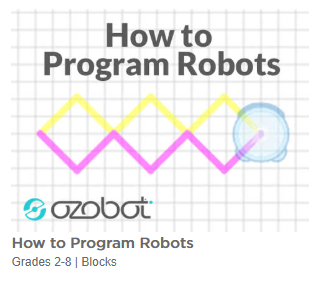 How to
Program Robots
ozobot
How to Program Robots
Grades 2-8 | Blocks